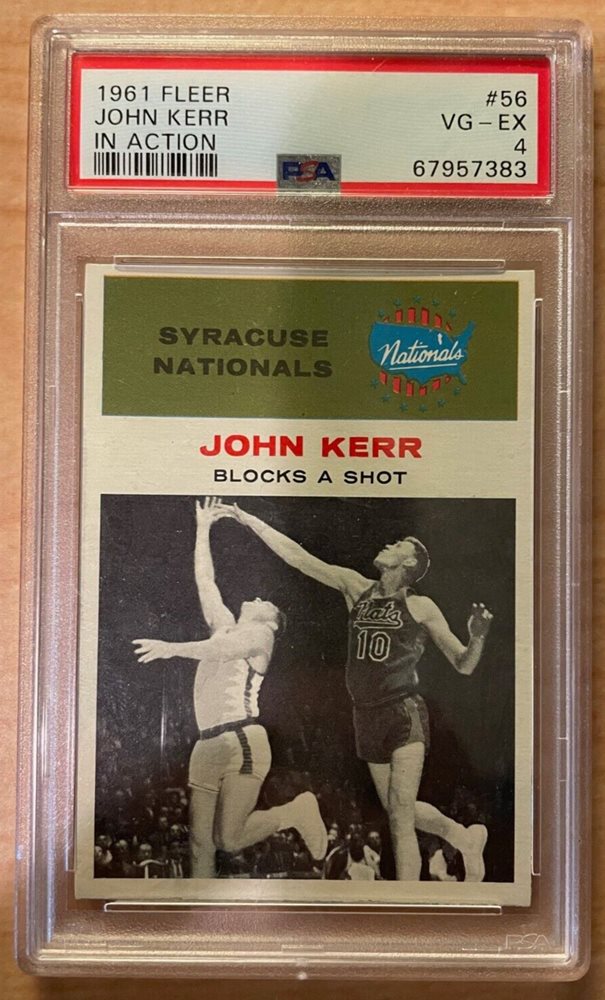 1961 FLEER #56
JOHN KERR VG – EX
IN ACTION 4
PSA 67957383
SYRACUSE
NATIONALS
Nationals
JOHN KERR
BLOCKS A SHOT
Nats
10
PSA